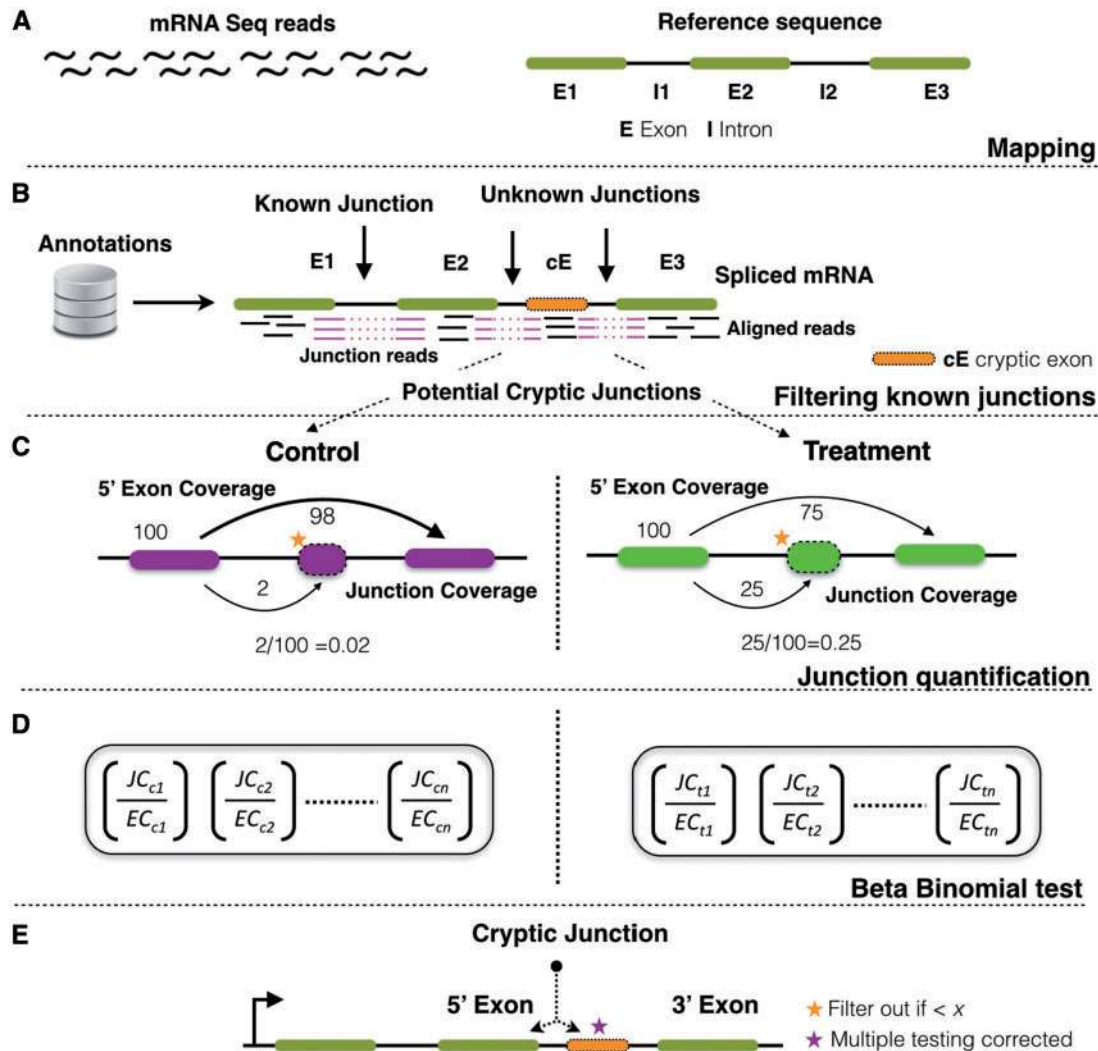 A
mRNA Seq reads
Reference sequence
E1 I1 E2 I2 E3
E Exon I Intron
Mapping
B
Known Junction
Unknown Junctions
Annotations
E1 E2 cE E3
Spliced mRNA
Junction reads
Aligned reads
cE cryptic exon
Potential Cryptic Junctions
Filtering known junctions
C
Control
5’ Exon Coverage
100
98
2
Junction Coverage
2/100 =0.02
Treatment
5’ Exon Coverage
100
75
25
Junction Coverage
25/100=0.25
Junction quantification
D
JCc1 JCc2 JCcn
ECc1 ECc2 ECcn
JCt1 JCt2 JCtn
ECt1 ECt2 ECtn
Beta Binomial test
E
Cryptic Junction
5’ Exon 3’ Exon
Filter out if < x
Multiple testing corrected